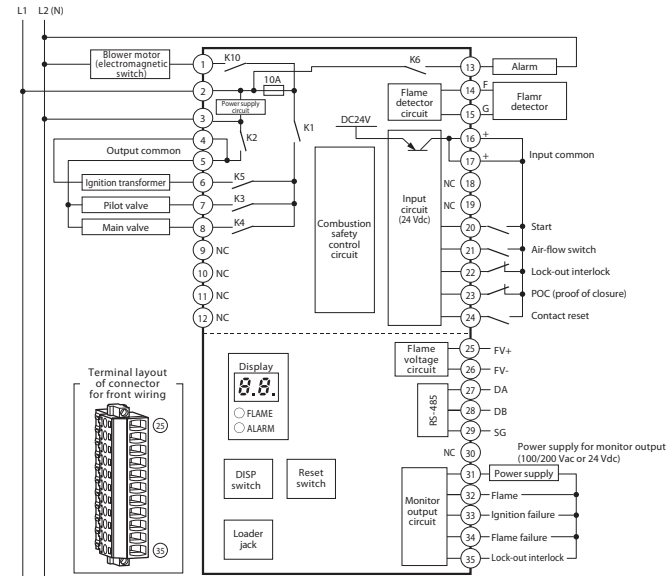 L1 L2 (N)
Blower motor
(electromagnetic
switch)
1
K10
K6
13
Alarm
2
10A
Power supply
circuit
Flame
detector
circuit
14
F
15
G
Flamr
detector
3
K2
K1
DC24V
4
Output common
5
16
+
17
+
Input common
Ignition transformer
6
K5
NC
18
Pilot valve
7
K3
NC
19
Main valve
8
K4
Combustion
safety
control
circuit
Input
circuit
(24 Vdc)
20
Start
9
NC
21
Air-flow switch
10
NC
22
Lock-out interlock
11
NC
23
POC (proof of closure)
12
NC
24
Contact reset
Flame
voltage
circuit
25
FV+
26
FV-
RS-485
27
DA
28
DB
29
SG
NC
30
Power supply for monitor output
(100/200 Vac or 24 Vdc)
Monitor
output
circuit
31
Power supply
32
Flame
33
Ignition failure
34
Flame failure
35
Lock-out interlock
Display
8.8.
FLAME
ALARM
DISP
switch
Reset
switch
Loader
jack
Terminal layout
of connector
for front wiring
25
35